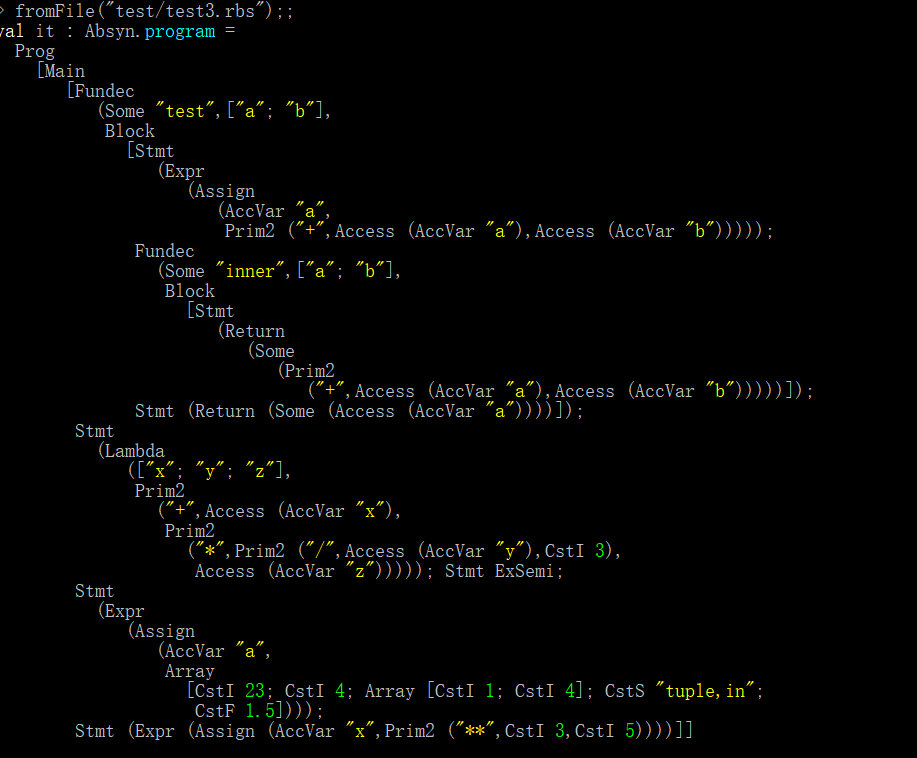 > fromFile("test/test3.rbs");;
val it : Absyn.program =
  Prog
    [Main
       [Fundec
          (Some "test",["a"; "b"],
           Block
             [Stmt
                (Expr
                   (Assign
                      (AccVar "a",
                       Prim2 ("+",Access (AccVar "a"),Access (AccVar "b")))));
              Fundec
                (Some "inner",["a"; "b"],
                 Block
                   [Stmt
                      (Return
                         (Some
                            (Prim2
                               ("+",Access (AccVar "a"),Access (AccVar "b")))))]);
              Stmt (Return (Some (Access (AccVar "a"))))]);
        Stmt
          (Lambda
             (["x"; "y"; "z"],
              Prim2
                ("+",Access (AccVar "x"),
                 Prim2
                   ("*",Prim2 ("/",Access (AccVar "y"),CstI 3),
                    Access (AccVar "z"))))); Stmt ExSemi;
        Stmt
          (Expr
             (Assign
                (AccVar "a",
                 Array
                   [CstI 23; CstI 4; Array [CstI 1; CstI 4]; CstS "tuple,in";
                    CstF 1.5])));
        Stmt (Expr (Assign (AccVar "x",Prim2 ("**",CstI 3,CstI 5))))]]